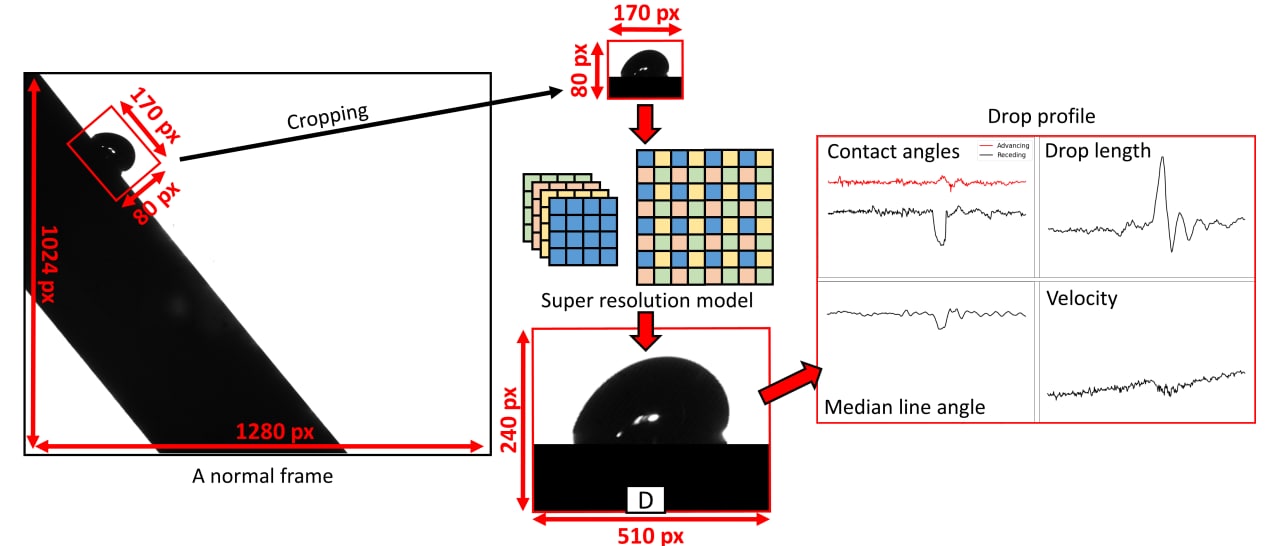 170 px
80 px
Cropping
170 px
80 px
1024 px
1280 px
A normal frame
Super resolution model
240 px
D
510 px
Drop profile
Contact angles
Advancing
Receding
Drop length
Median line angle
Velocity